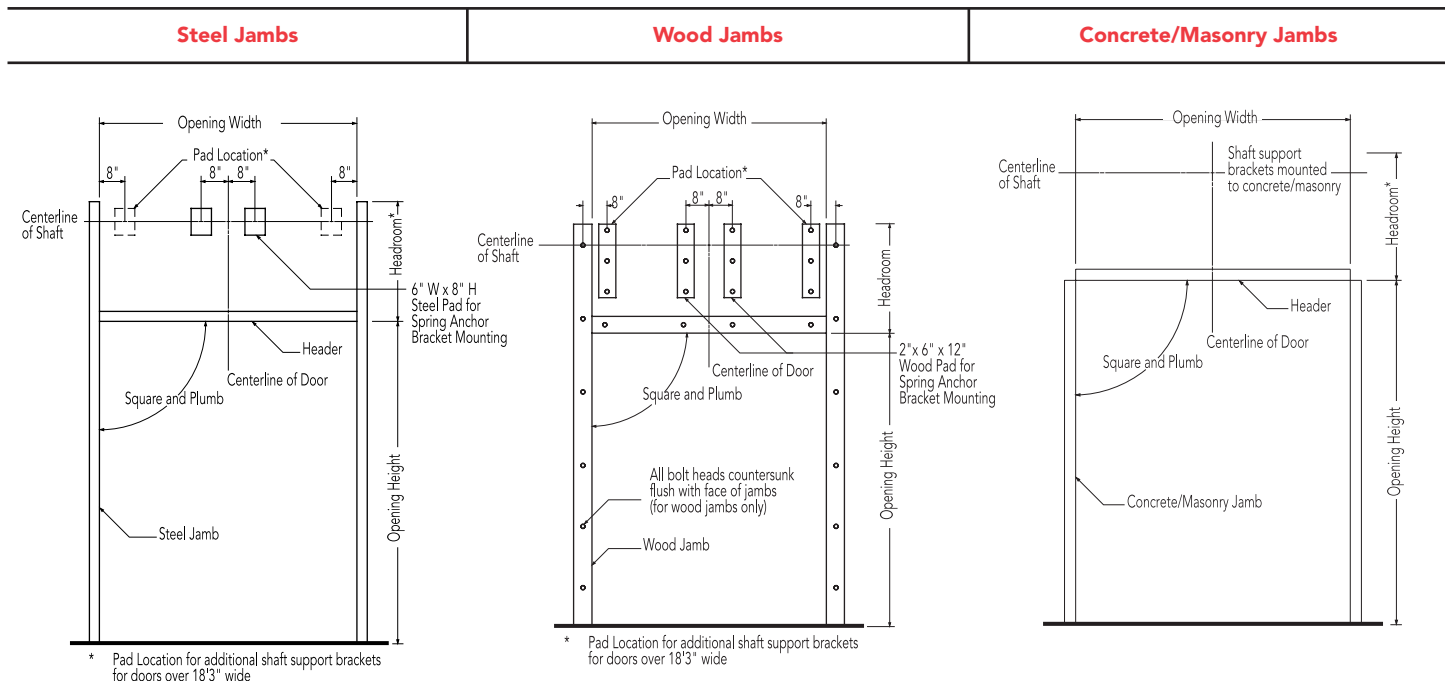 Steel Jambs
Wood Jambs
Concrete/Masonry Jambs
Opening Width
Pad Location*
8"
8"
8"
8"
Centerline
of Shaft
Headroom*
6" W x 8" H
Steel Pad for
Spring Anchor
Bracket Mounting
Header
Centerline of Door
Square and Plumb
Opening Height
Steel Jamb
* Pad Location for additional shaft support brackets
for doors over 18'3" wide
Opening Width
Pad Location*
8"
8"
8"
8"
Centerline
of Shaft
Headroom
2"x 6" x 12"
Wood Pad for
Spring Anchor
Bracket Mounting
Centerline of Door
Square and Plumb
Opening Height
All bolt heads countersunk
flush with face of jambs
(for wood jambs only)
Wood Jamb
* Pad Location for additional shaft support brackets
for doors over 18'3" wide
Opening Width
Shaft support
brackets mounted
to concrete/masonry
Centerline
of Shaft
Headroom*
Header
Centerline of Door
Square and Plumb
Opening Height
Concrete/Masonry Jamb